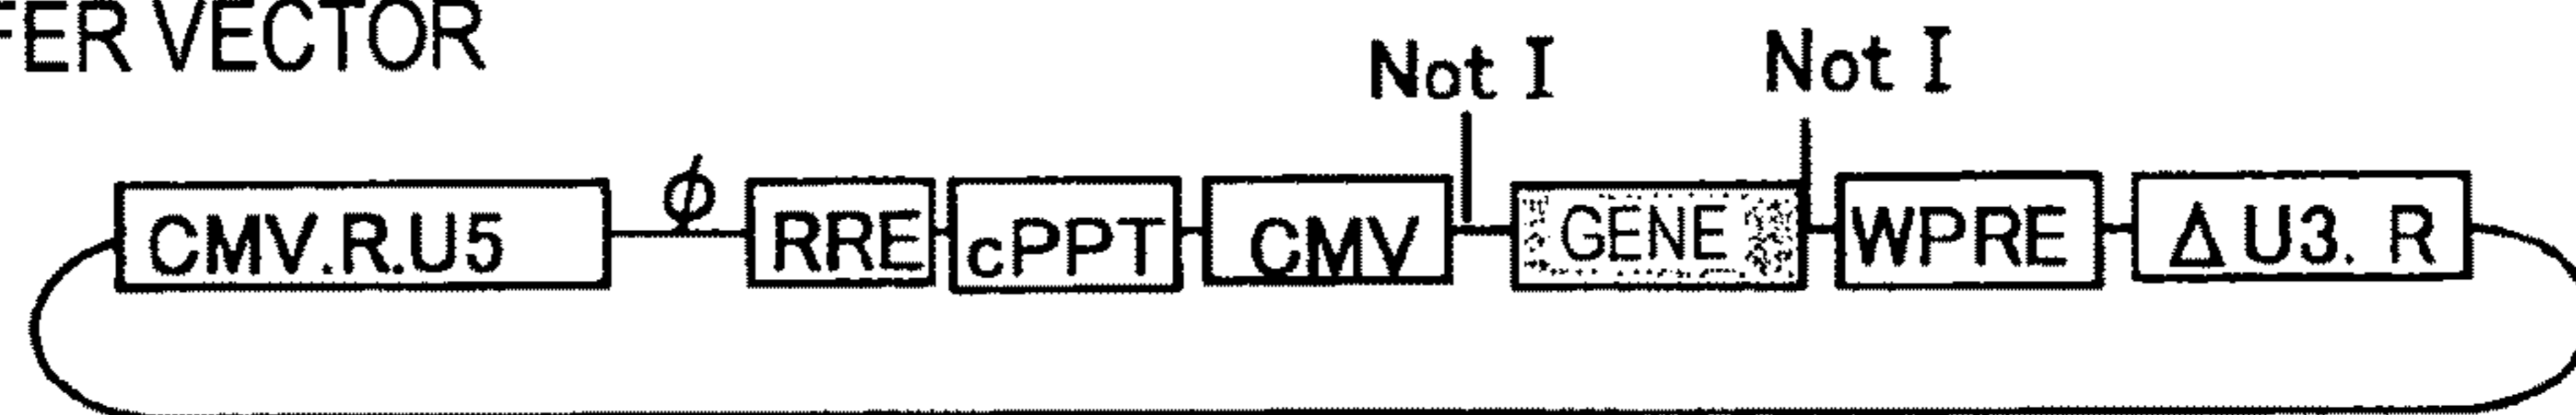 FER VECTOR
Not I Not I
CMV.R.U5 ϕ RRE cPPT CMV GENE WPRE ΔU3. R